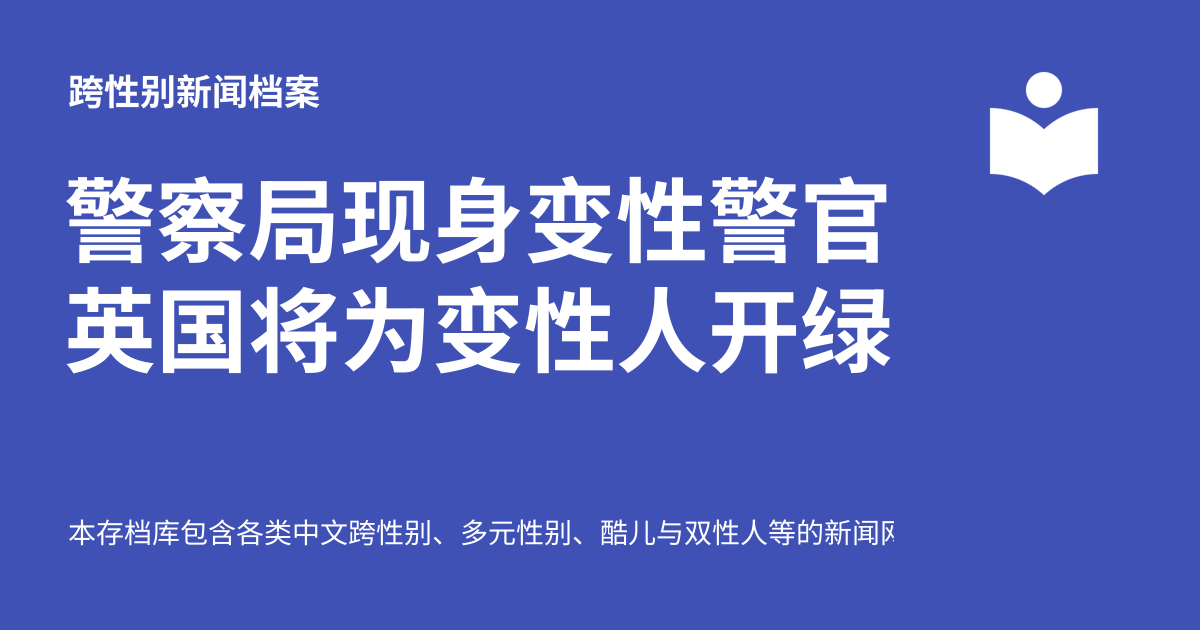 跨性别新闻档案
警察局现身变性警官
英国将为变性人开绿
本存档库包含各类中文跨性别、多元性别、酷儿与双性人等的新闻